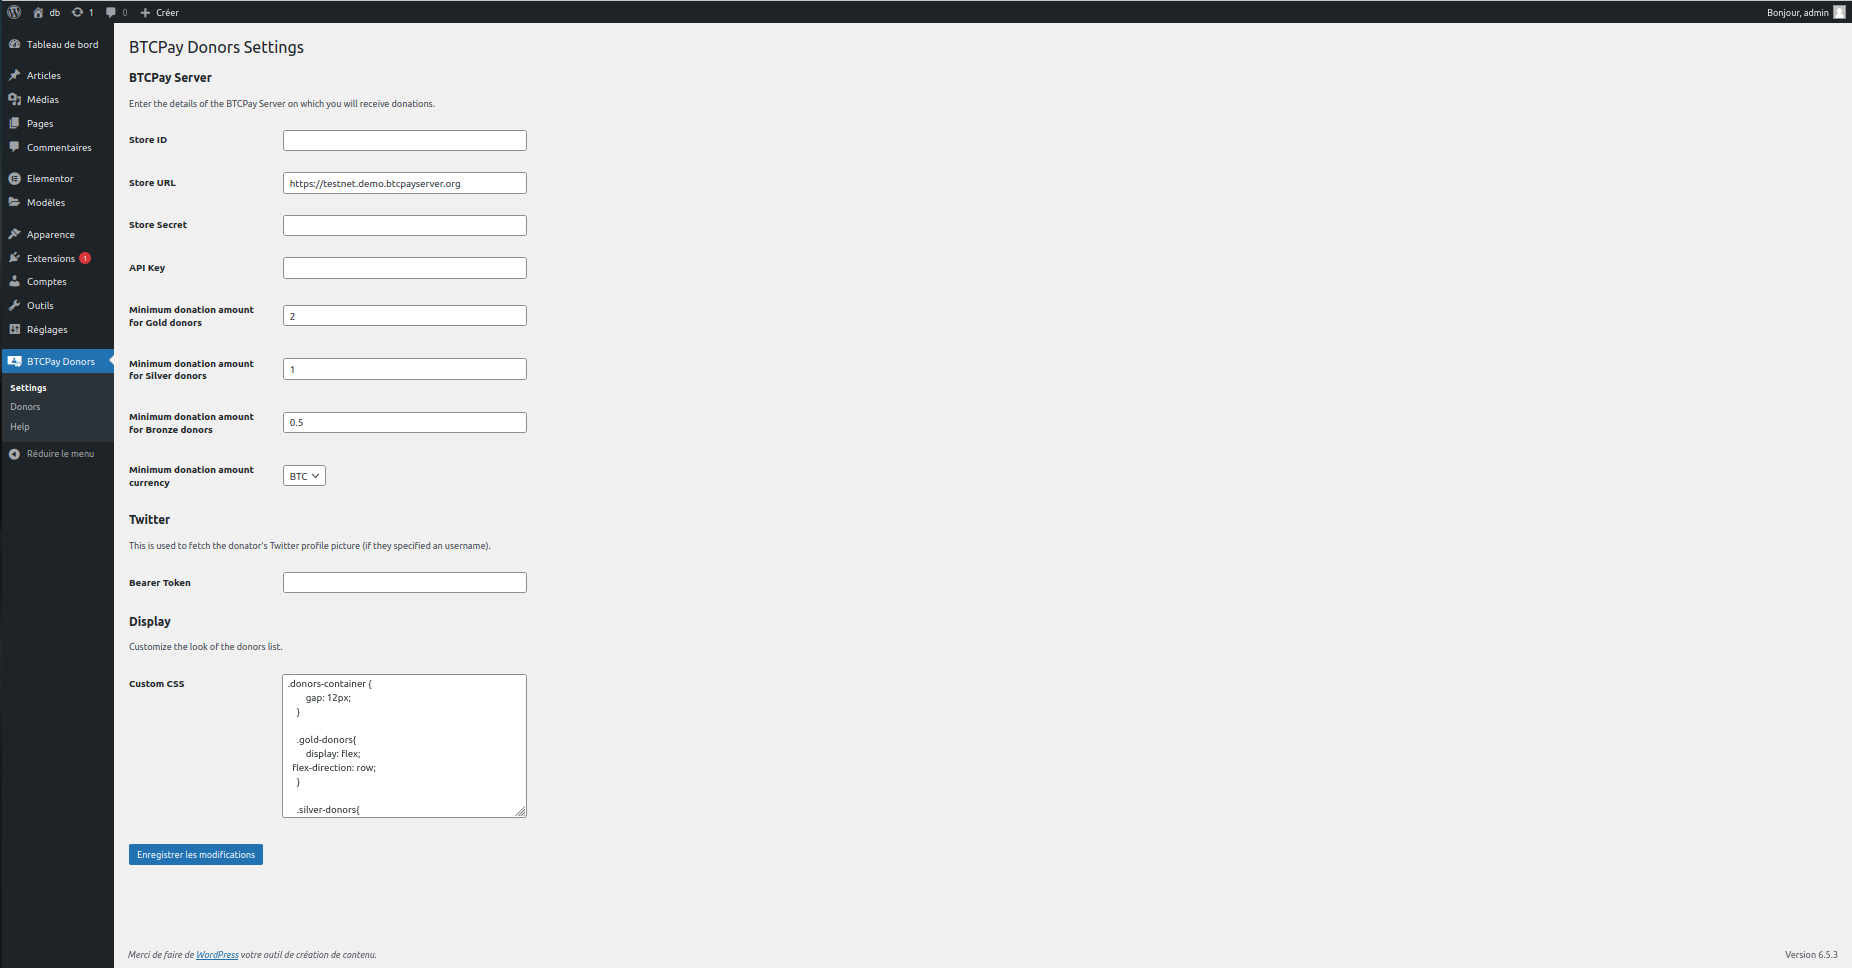 db 1 0 Créer
Bonjour, admin
Tableau de bord
Articles
Médias
Pages
Commentaires
Elementor
Modèles
Apparence
Extensions 1
Comptes
Outils
Réglages
BTCPay Donors
Settings
Donors
Help
Réduire le menu
BTCPay Donors Settings
BTCPay Server
Enter the details of the BTCPay Server on which you will receive donations.
Store ID
Store URL https://testnet.demo.btcpayserver.org
Store Secret
API Key
Minimum donation amount
for Gold donors
2
Minimum donation amount
for Silver donors
1
Minimum donation amount
for Bronze donors
0.5
Minimum donation amount
currency
BTC
Twitter
This is used to fetch the donator's Twitter profile picture (if they specified an username).
Bearer Token
Display
Customize the look of the donors list.
Custom CSS
.donors-container {
gap: 12px;
}
.gold-donors{
display: flex;
flex-direction: row;
}
.silver-donors{
Enregistrer les modifications
Merci de faire de WordPress votre outil de création de contenu.
Version 6.5.3